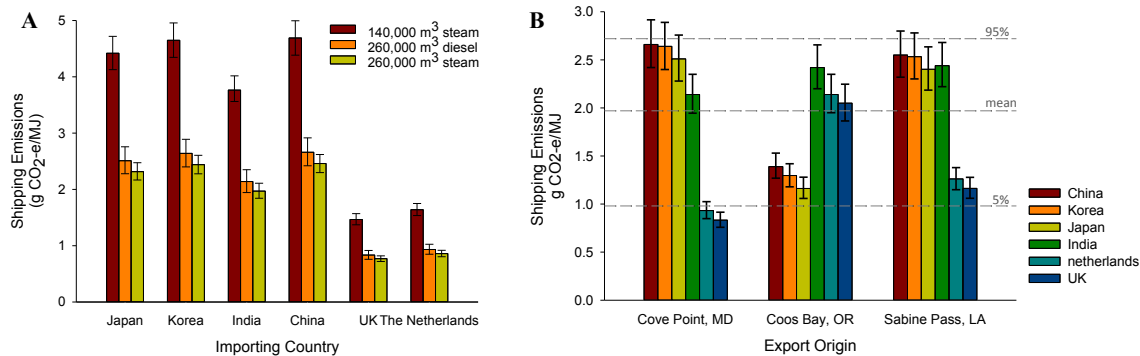 A
Shipping Emissions
(g CO2-e/MJ)
5
4
3
2
1
0
140,000 m3 steam
260,000 m3 diesel
260,000 m3 steam
Japan Korea India China UK The Netherlands
Importing Country
B
Shipping Emissions
g CO2-e/MJ
3.0
2.5
2.0
1.5
1.0
0.5
0.0
95%
mean
5%
China
Korea
Japan
India
netherlands
UK
Cove Point, MD Coos Bay, OR Sabine Pass, LA
Export Origin